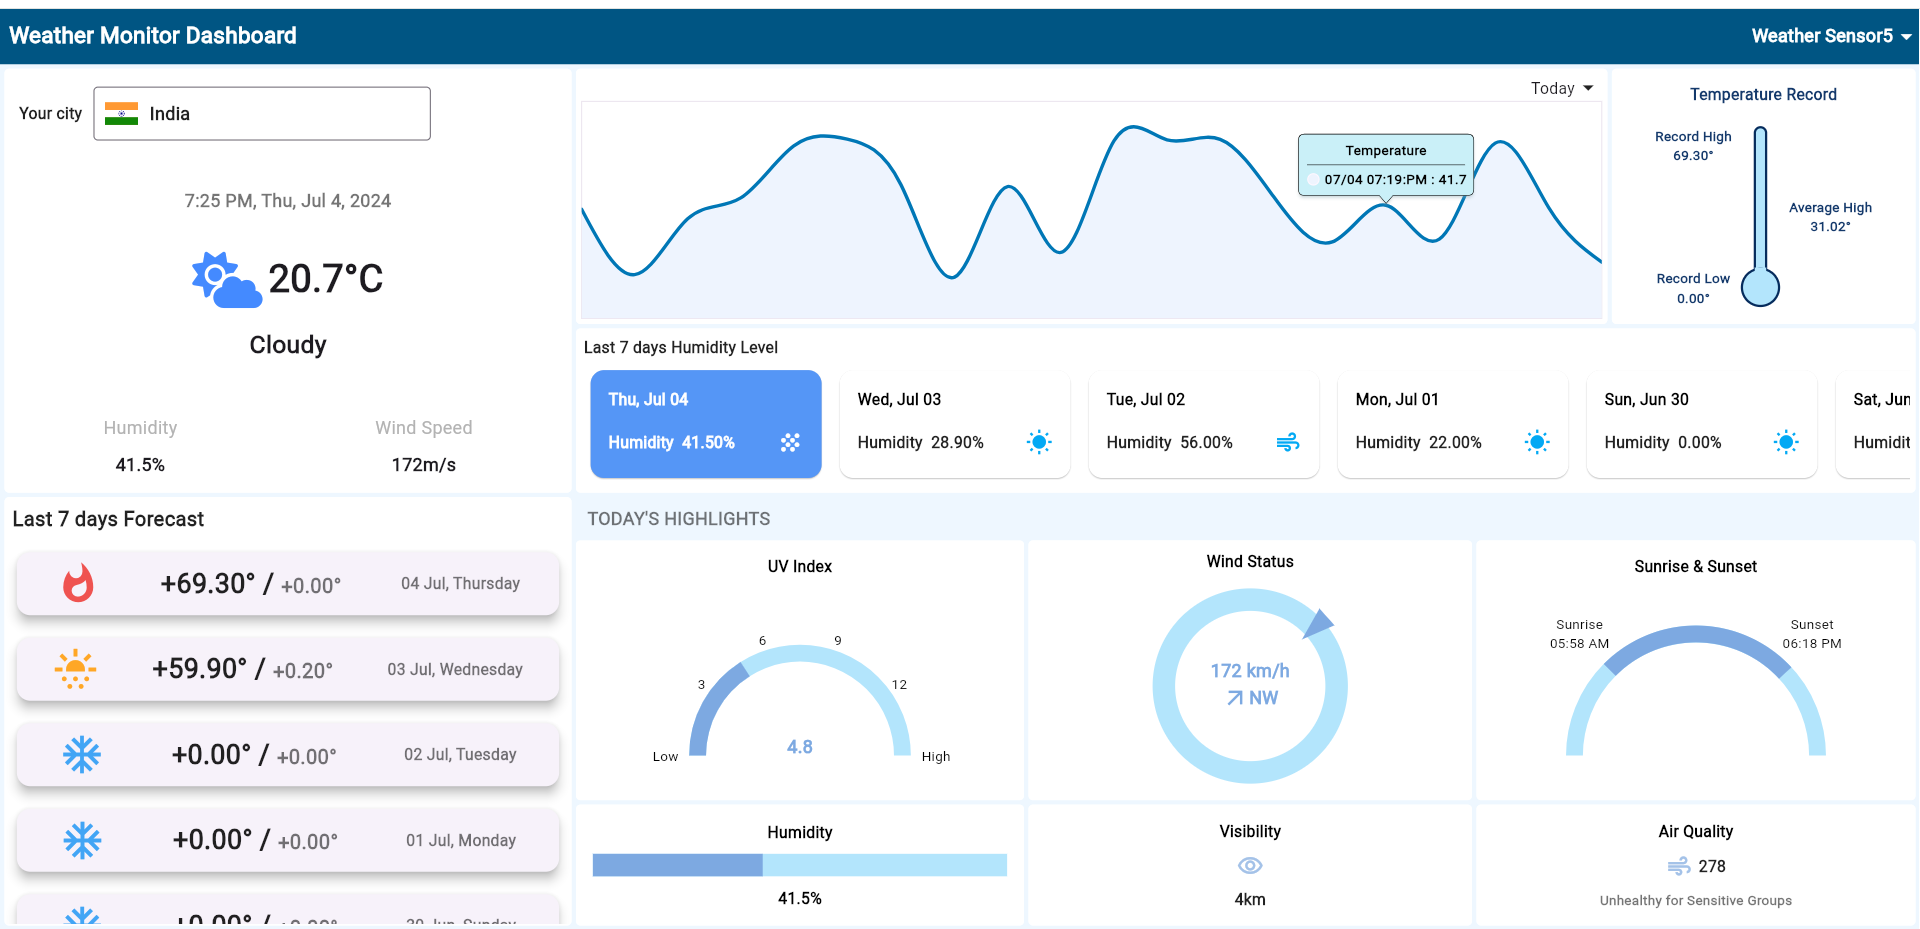 Weather Monitor Dashboard
Weather Sensor5
Your city
India
7:25 PM, Thu, Jul 4, 2024
20.7°C
Cloudy
Humidity
41.5%
Wind Speed
172m/s
Today
Temperature
07/04 07:19:PM : 41.7
Temperature Record
Record High
69.30°
Average High
31.02°
Record Low
0.00°
Last 7 days Humidity Level
Thu, Jul 04
Humidity 41.50%
Wed, Jul 03
Humidity 28.90%
Tue, Jul 02
Humidity 56.00%
Mon, Jul 01
Humidity 22.00%
Sun, Jun 30
Humidity 0.00%
Sat, Jun
Last 7 days Forecast
+69.30° / +0.00° 04 Jul, Thursday
+59.90° / +0.20° 03 Jul, Wednesday
+0.00° / +0.00° 02 Jul, Tuesday
+0.00° / +0.00° 01 Jul, Monday
TODAY'S HIGHLIGHTS
UV Index
6
9
3
12
Low
4.8
High
Wind Status
172 km/h
NW
Sunrise & Sunset
Sunrise
05:58 AM
Sunset
06:18 PM
Humidity
41.5%
Visibility
4km
Air Quality
278
Unhealthy for Sensitive Groups